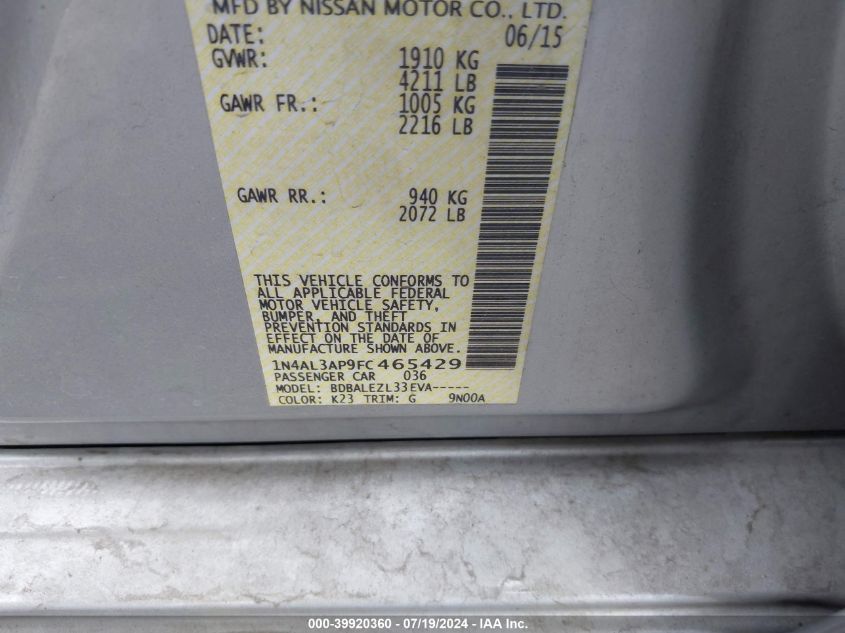 MFD BY NISSAN MOTOR CO., LTD.
DATE: 06/15
GVWR: 1910 KG
4211 LB
GAWR FR.: 1005 KG
2216 LB
GAWR RR.: 940 KG
2072 LB
THIS VEHICLE CONFORMS TO
ALL APPLICABLE FEDERAL
MOTOR VEHICLE SAFETY,
BUMPER, AND THEFT
PREVENTION STANDARDS IN
EFFECT ON THE DATE OF
MANUFACTURE SHOWN ABOVE.
1N4AL3AP9FC465429
PASSENGER CAR 036
MODEL: BDBALEZL33EVA-----
COLOR: K23 TRIM: G 9N00A
000-39920360 - 07/19/2024 - IAA Inc.